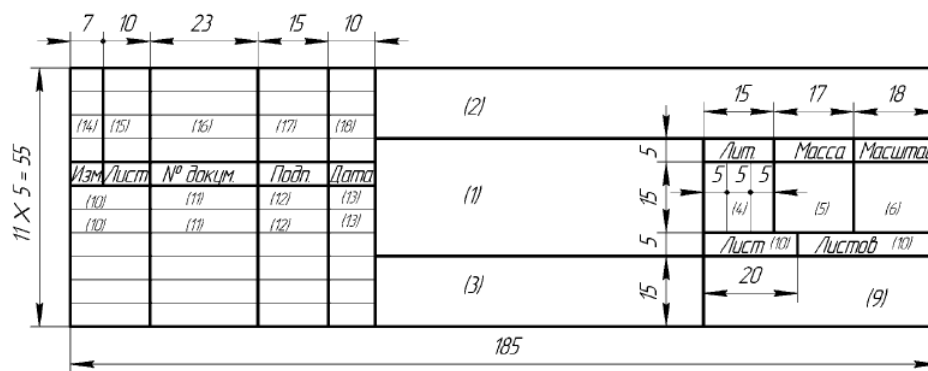 7 10 23 15 10
(2) 15 17 18
(14) (15) (16) (17) (18)
5 Лит. Масса Масштаб
Изм Лист № докум. Подп. Дата
11 X 5 = 55
(10) (11) (12) (13)
(1) 15 5 5 5
(4) (5) (6)
(10) (11) (12) (13)
5 Лист (10) Листов (10)
(3) 15 20 (9)
185